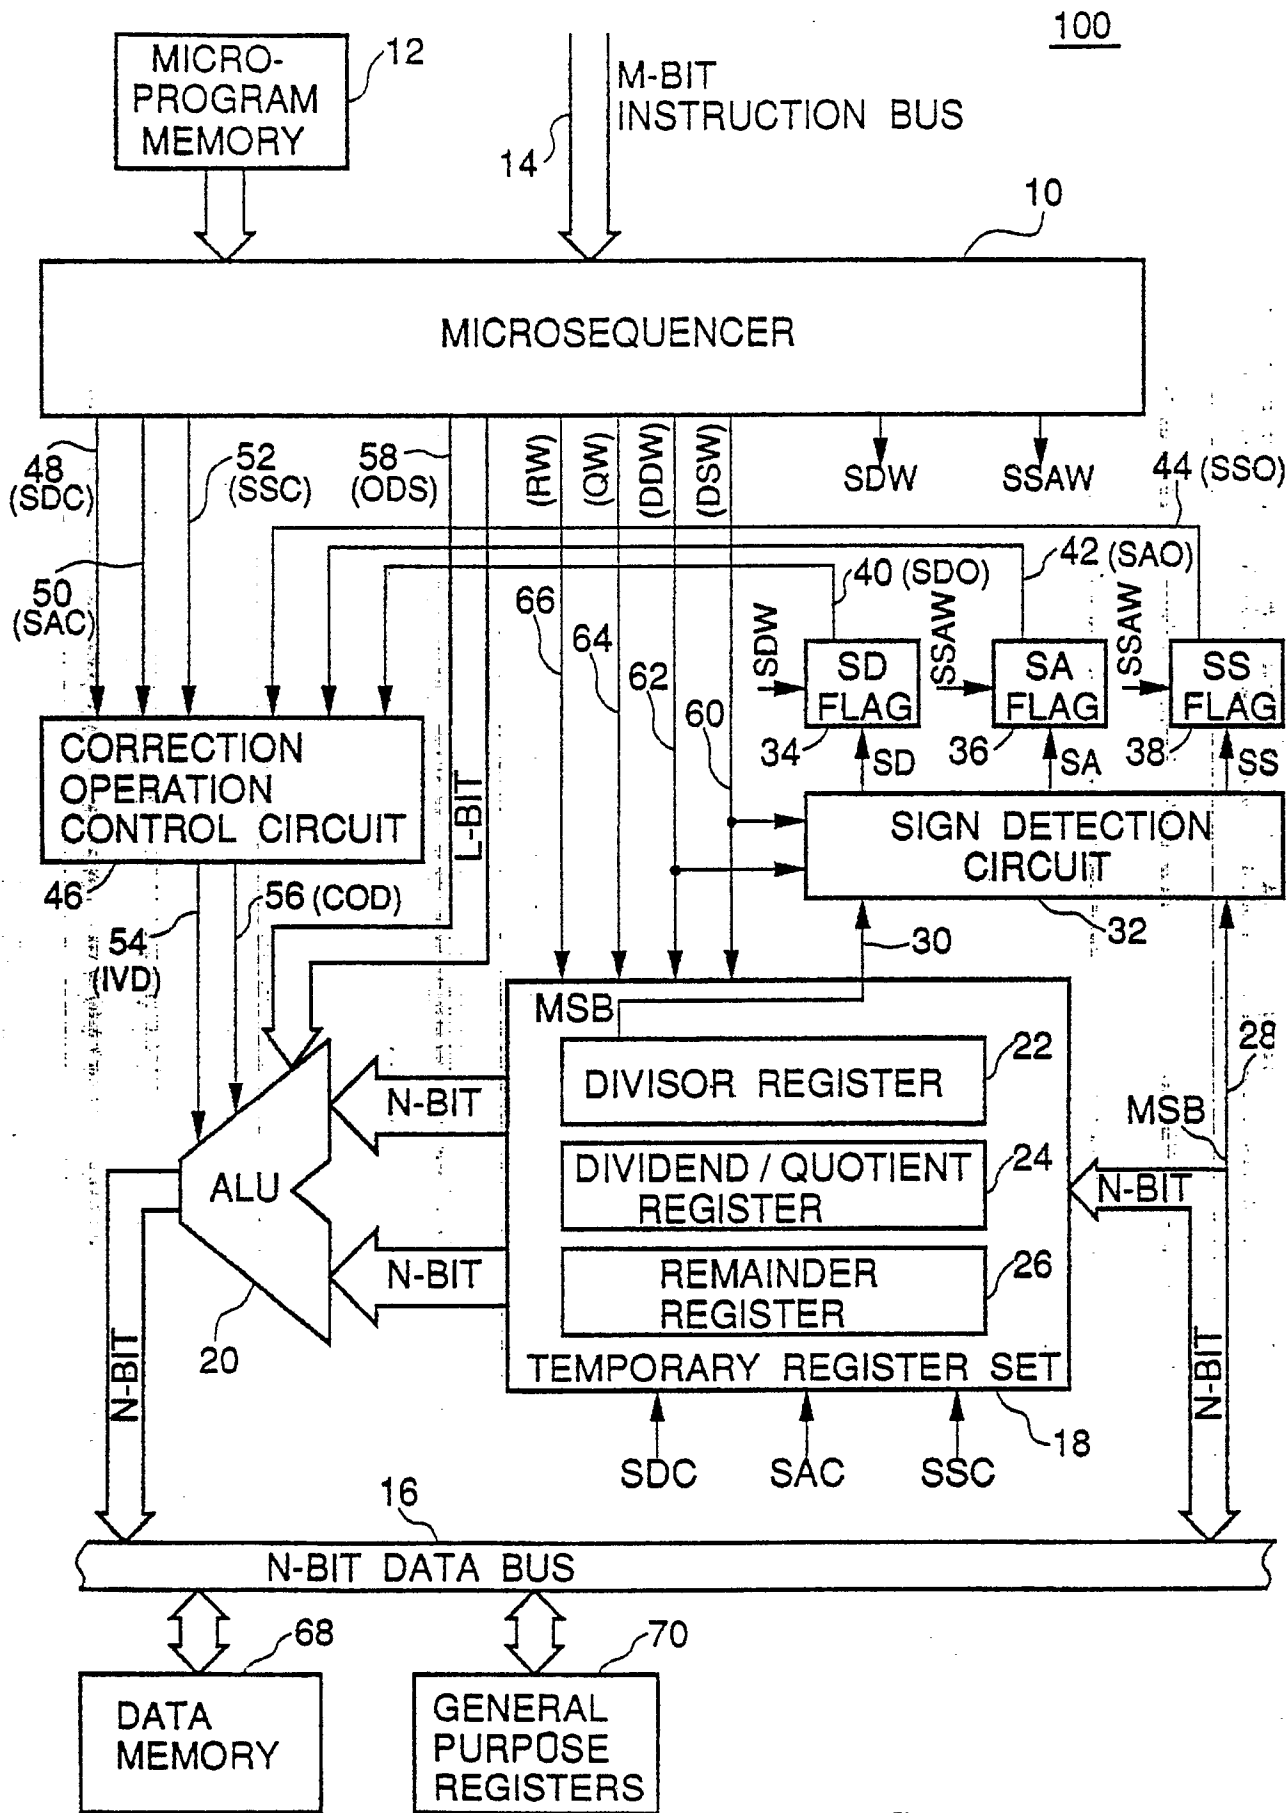 100
MICRO-
PROGRAM
MEMORY
12
M-BIT
INSTRUCTION BUS
14
10
MICROSEQUENCER
48
(SDC)
50
(SAC)
52
(SSC)
58
(ODS)
(RW)
(QW)
(DDW)
(DSW)
SDW
SSAW
44 (SSO)
42 (SAO)
40 (SDO)
66
64
62
60
SDW
SSAW
SSAW
SD
FLAG
SA
FLAG
SS
FLAG
34
SD
36
SA
38
SS
CORRECTION
OPERATION
CONTROL CIRCUIT
L-BIT
SIGN DETECTION
CIRCUIT
46
56 (COD)
54
(IVD)
30
32
MSB
28
DIVISOR REGISTER
22
N-BIT
MSB
ALU
DIVIDEND / QUOTIENT
REGISTER
24
N-BIT
N-BIT
REMAINDER
REGISTER
26
20
N-BIT
N-BIT
TEMPORARY REGISTER SET
18
SDC
SAC
SSC
16
N-BIT DATA BUS
68
70
DATA
MEMORY
GENERAL
PURPOSE
REGISTERS